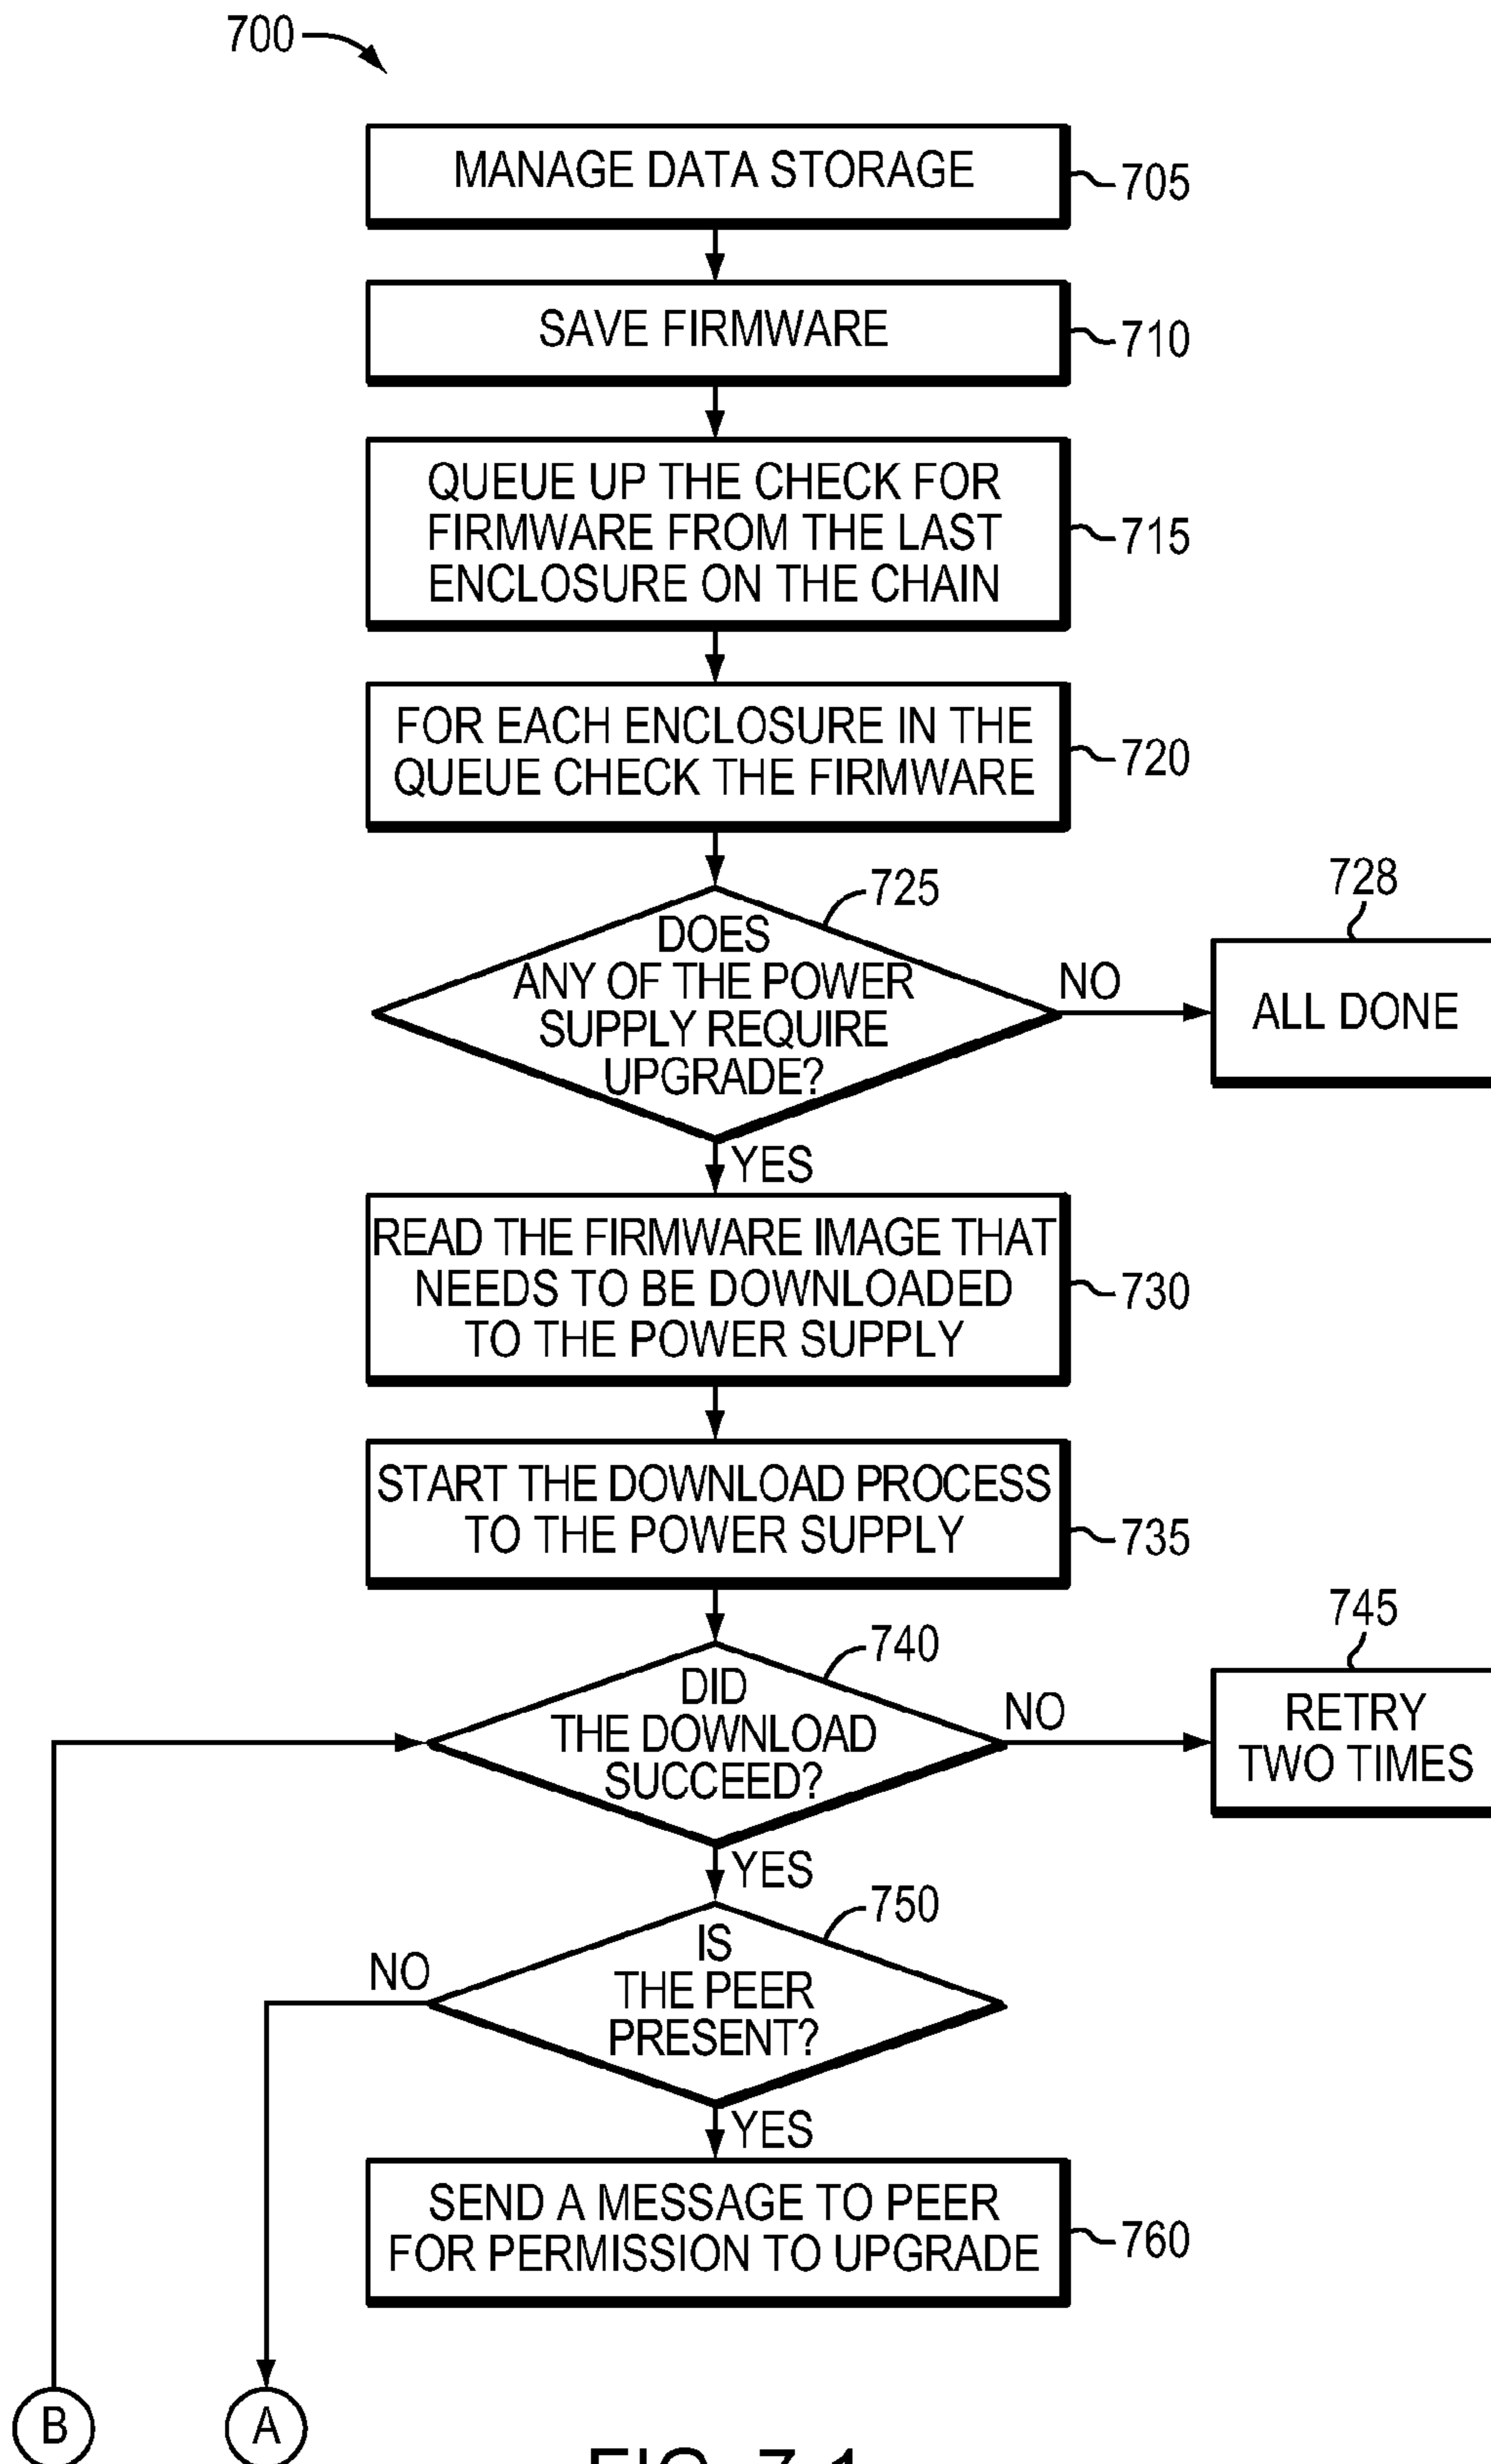 700
MANAGE DATA STORAGE
705
SAVE FIRMWARE
710
QUEUE UP THE CHECK FOR
FIRMWARE FROM THE LAST
ENCLOSURE ON THE CHAIN
715
FOR EACH ENCLOSURE IN THE
QUEUE CHECK THE FIRMWARE
720
725
DOES
ANY OF THE POWER
SUPPLY REQUIRE
UPGRADE?
NO
728
ALL DONE
YES
READ THE FIRMWARE IMAGE THAT
NEEDS TO BE DOWNLOADED
TO THE POWER SUPPLY
730
START THE DOWNLOAD PROCESS
TO THE POWER SUPPLY
735
740
DID
THE DOWNLOAD
SUCCEED?
NO
745
RETRY
TWO TIMES
YES
750
IS
THE PEER
PRESENT?
NO
YES
SEND A MESSAGE TO PEER
FOR PERMISSION TO UPGRADE
760
B
A
FIG. 7-1